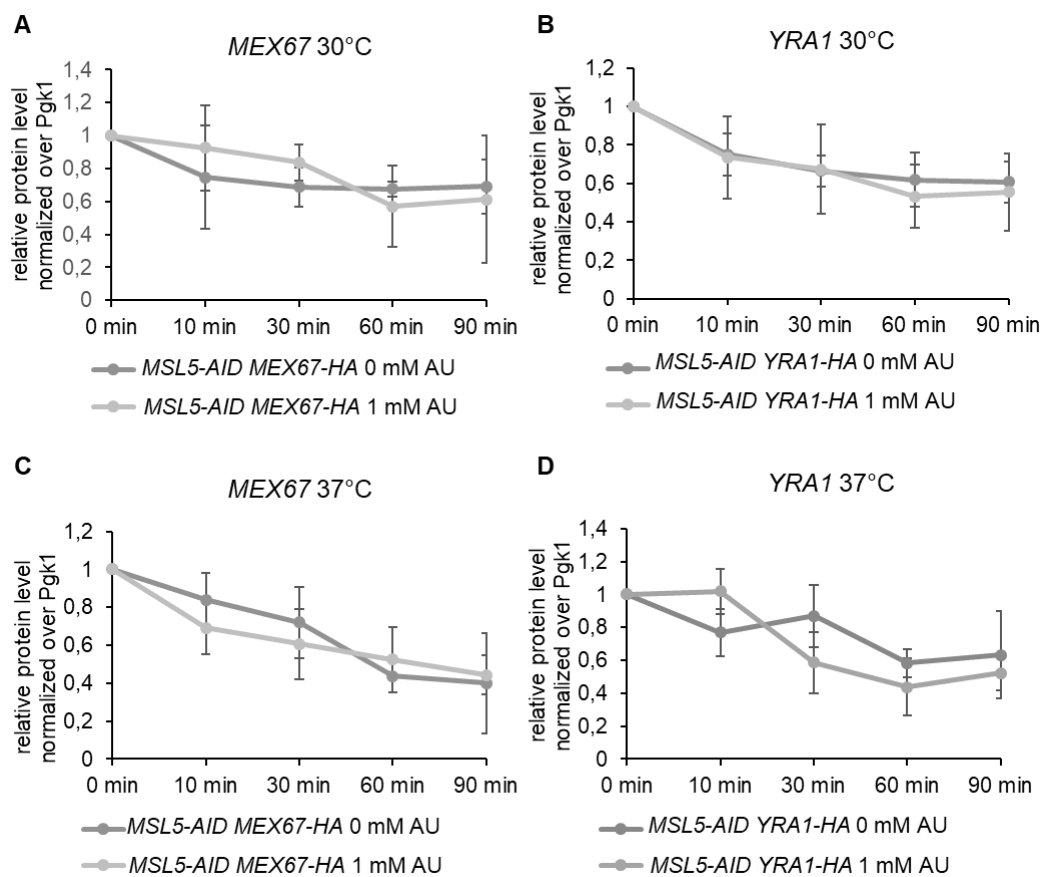 A
MEX67 30°C
relative protein level
normalized over Pgk1
1,4
1,2
1
0,8
0,6
0,4
0,2
0
0 min 10 min 30 min 60 min 90 min
MSL5-AID MEX67-HA 0 mM AU
MSL5-AID MEX67-HA 1 mM AU
B
YRA1 30°C
relative protein level
normalized over Pgk1
1,2
1
0,8
0,6
0,4
0,2
0
0 min 10 min 30 min 60 min 90 min
MSL5-AID YRA1-HA 0 mM AU
MSL5-AID YRA1-HA 1 mM AU
C
MEX67 37°C
relative protein level
normalized over Pgk1
1,2
1
0,8
0,6
0,4
0,2
0
0 min 10 min 30 min 60 min 90 min
MSL5-AID MEX67-HA 0 mM AU
MSL5-AID MEX67-HA 1 mM AU
D
YRA1 37°C
relative protein level
normalized over Pgk1
1,4
1,2
1
0,8
0,6
0,4
0,2
0
0 min 10 min 30 min 60 min 90 min
MSL5-AID YRA1-HA 0 mM AU
MSL5-AID YRA1-HA 1 mM AU